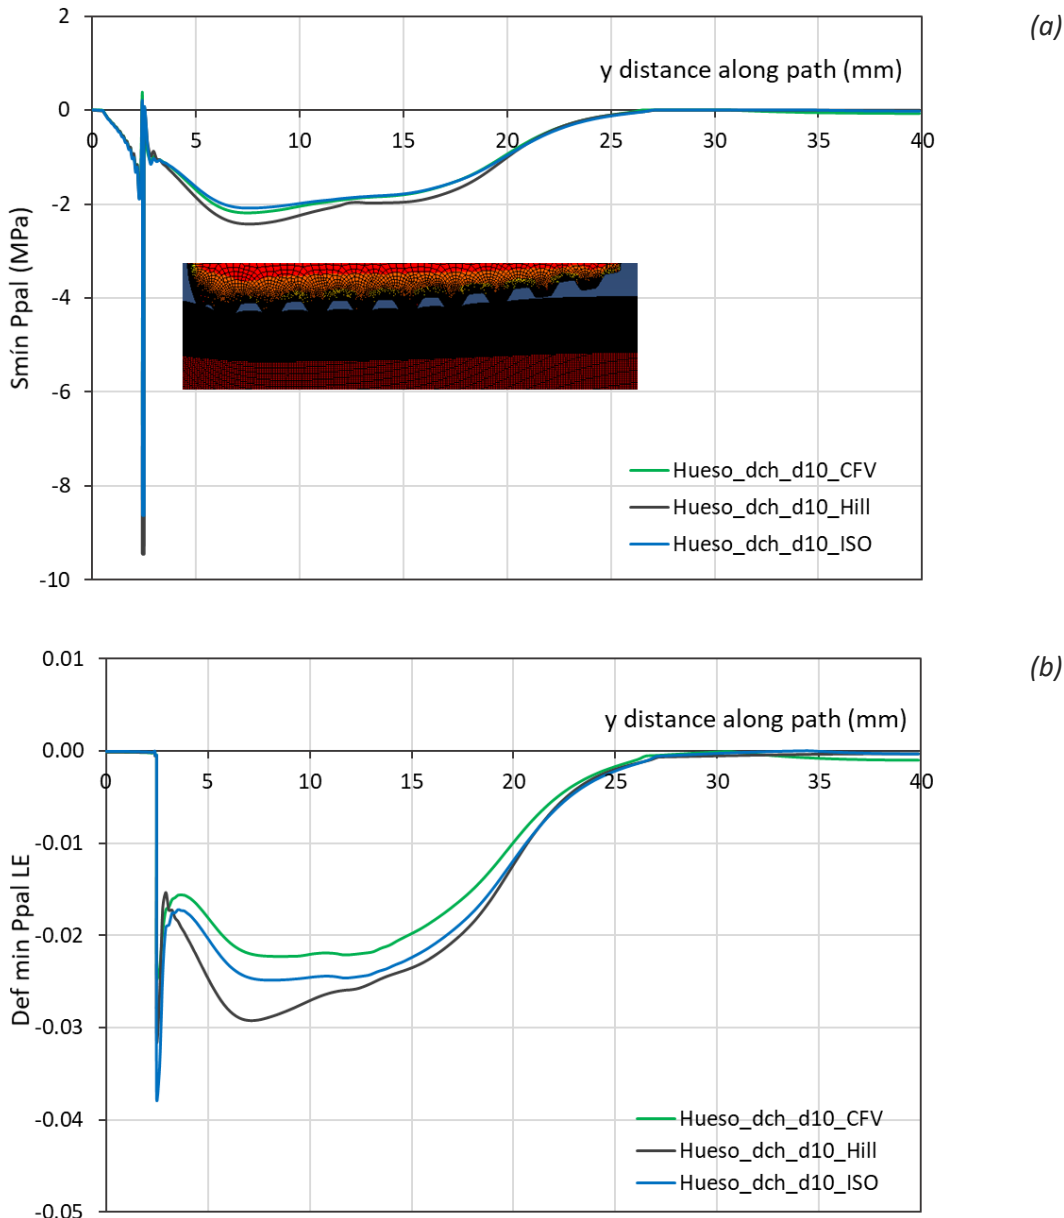 (a)
2
y distance along path (mm)
0
0 5 10 15 20 25 30 35 40
-2
-4
-6
-8
-10
Smín Ppal (MPa)
Hueso_dch_d10_CFV
Hueso_dch_d10_Hill
Hueso_dch_d10_ISO
(b)
0.01
y distance along path (mm)
0.00
0 5 10 15 20 25 30 35 40
-0.01
-0.02
-0.03
-0.04
-0.05
Def min Ppal LE
Hueso_dch_d10_CFV
Hueso_dch_d10_Hill
Hueso_dch_d10_ISO